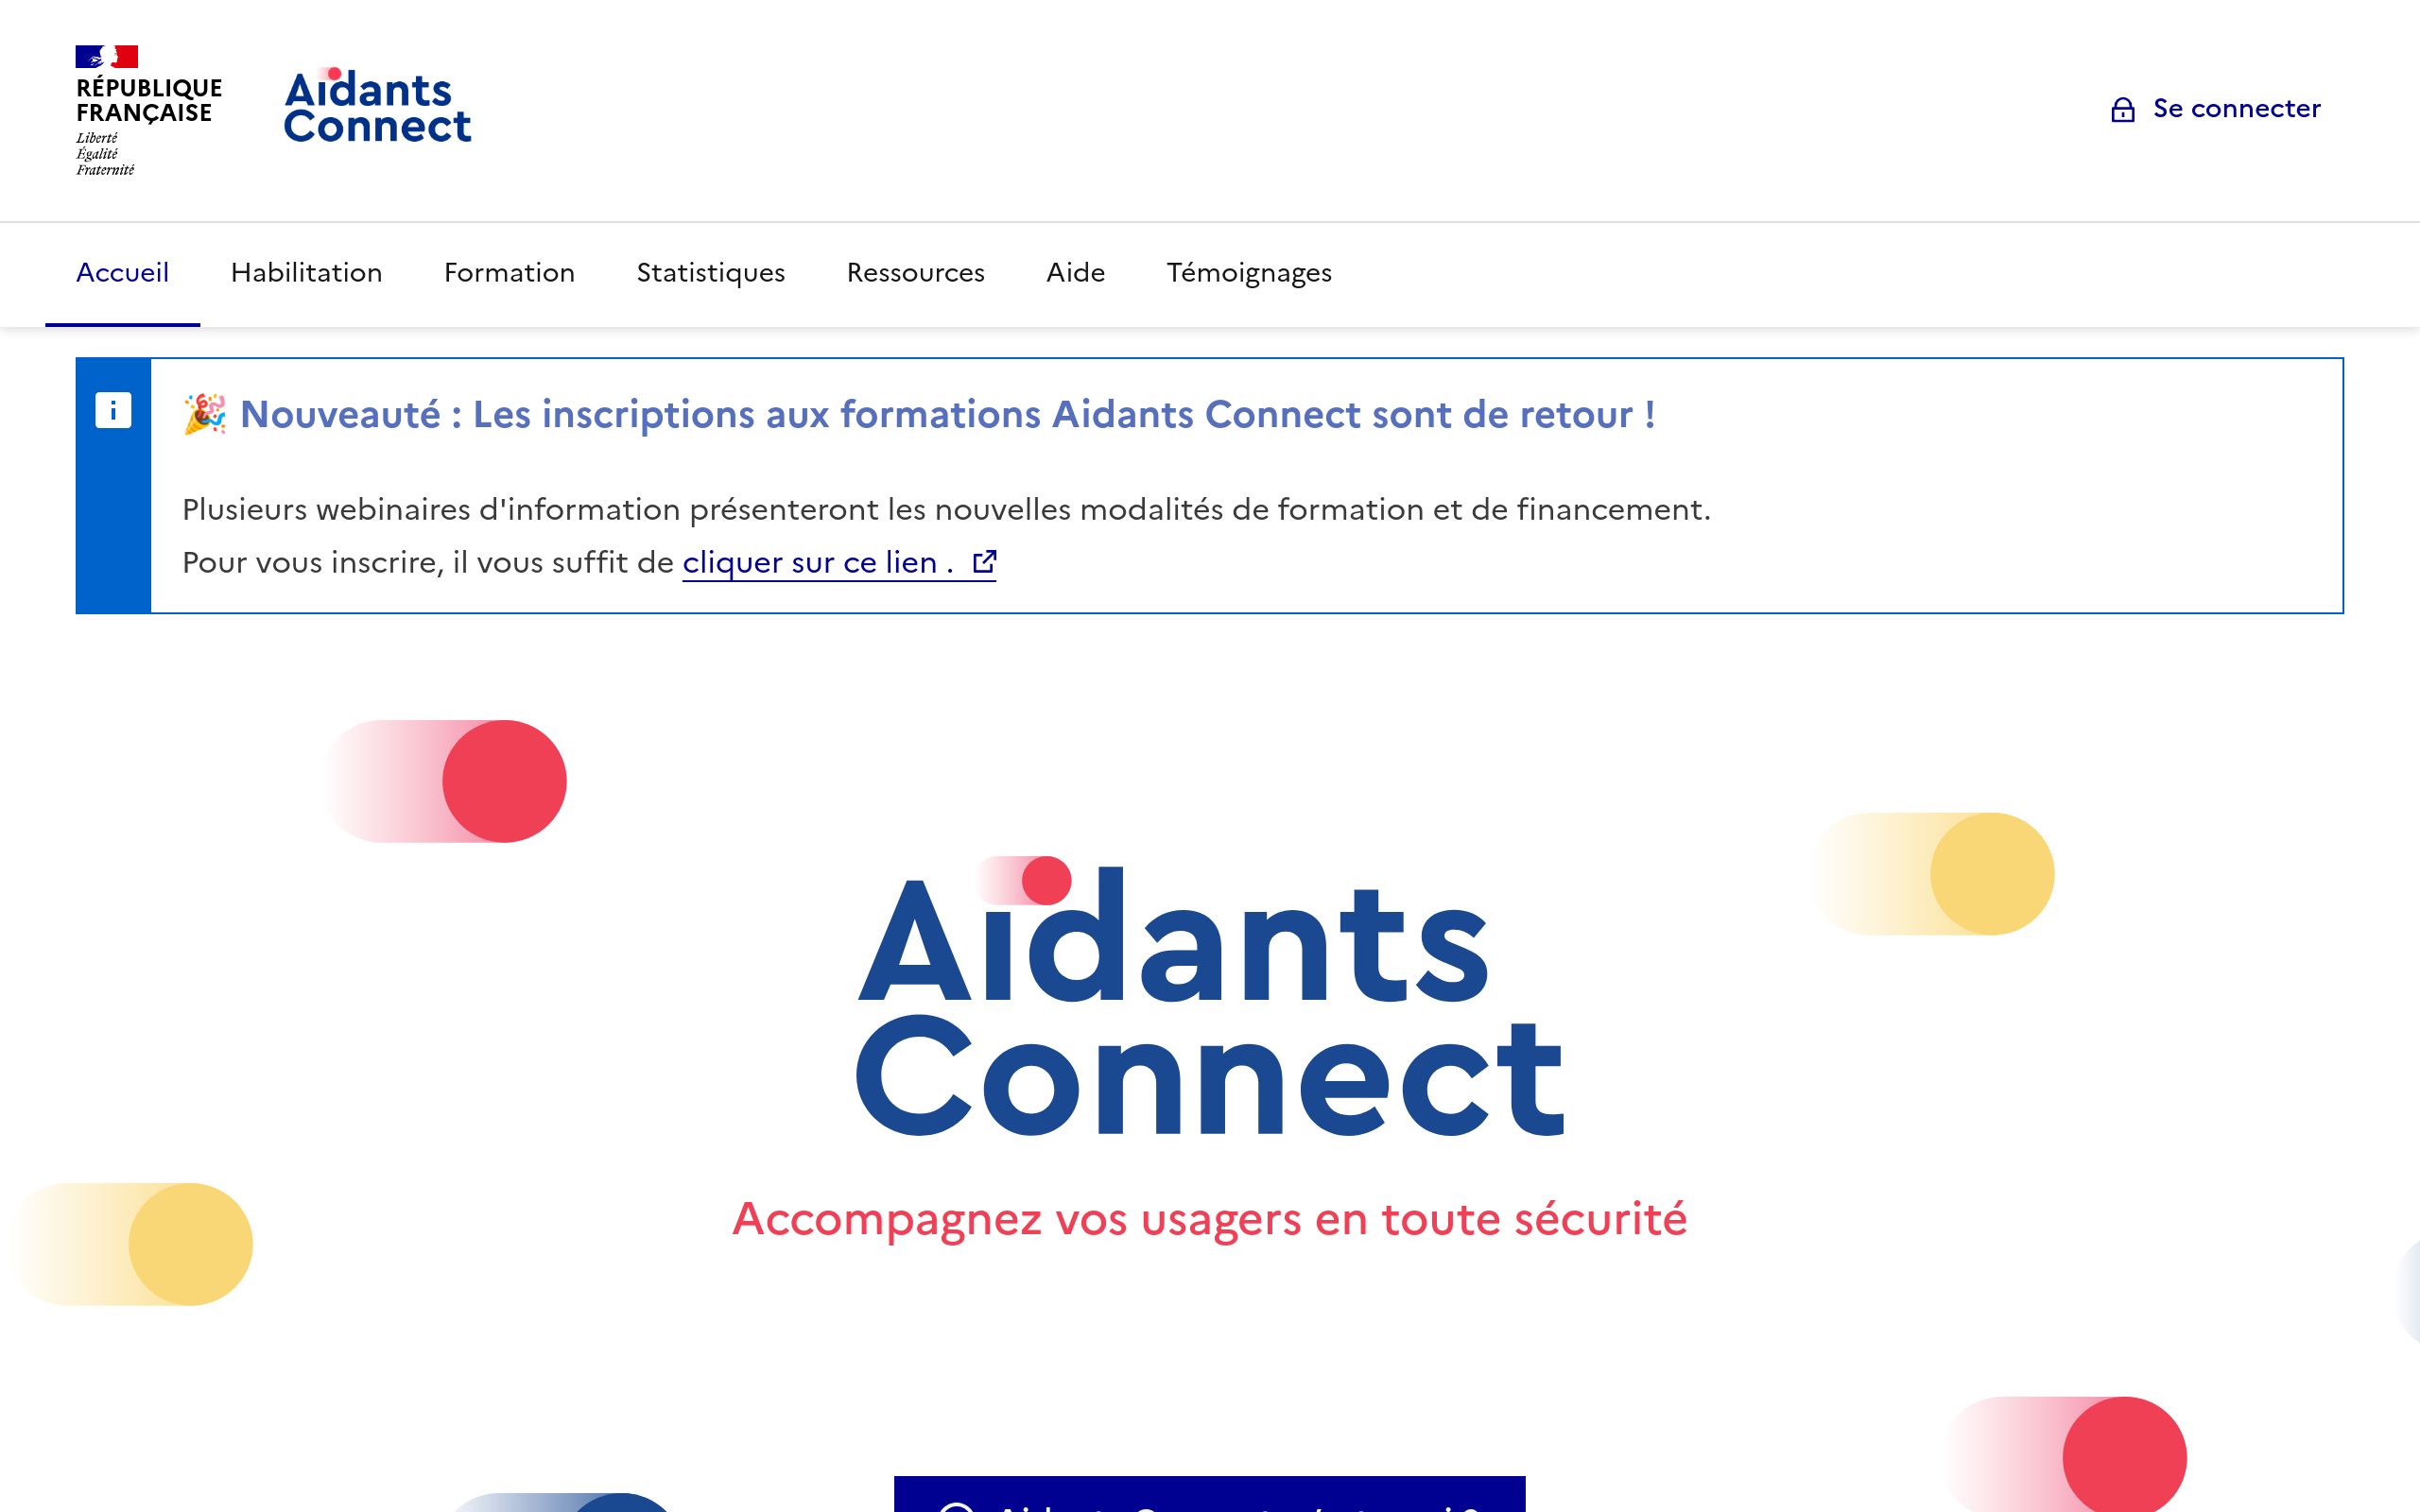 RÉPUBLIQUE
FRANÇAISE
Liberté
Égalité
Fraternité
Aidants
Connect
Se connecter
Accueil Habilitation Formation Statistiques Ressources Aide Témoignages
🎉 Nouveauté : Les inscriptions aux formations Aidants Connect sont de retour !
Plusieurs webinaires d'information présenteront les nouvelles modalités de formation et de financement.
Pour vous inscrire, il vous suffit de cliquer sur ce lien .
Aidants
Connect
Accompagnez vos usagers en toute sécurité